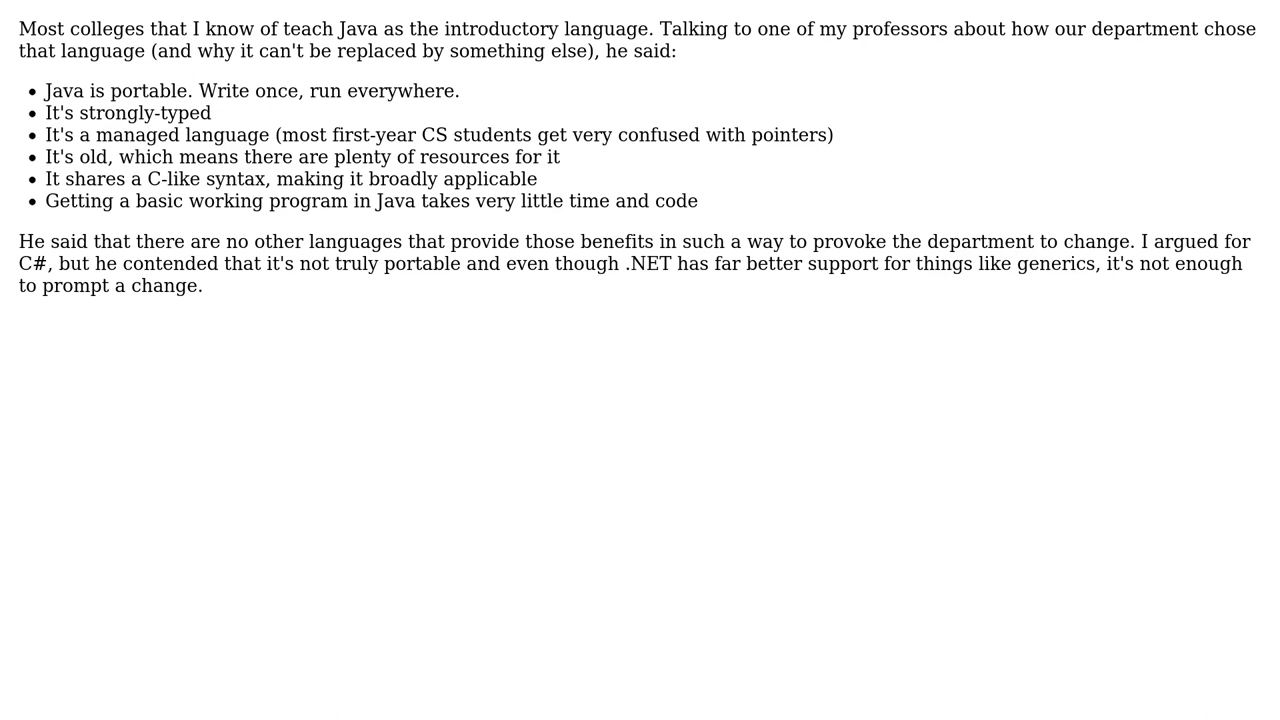 Most colleges that I know of teach Java as the introductory language. Talking to one of my professors about how our department chose
that language (and why it can't be replaced by something else), he said:
• Java is portable. Write once, run everywhere.
• It's strongly-typed
• It's a managed language (most first-year CS students get very confused with pointers)
• It's old, which means there are plenty of resources for it
• It shares a C-like syntax, making it broadly applicable
• Getting a basic working program in Java takes very little time and code
He said that there are no other languages that provide those benefits in such a way to provoke the department to change. I argued for
C#, but he contended that it's not truly portable and even though .NET has far better support for things like generics, it's not enough
to prompt a change.